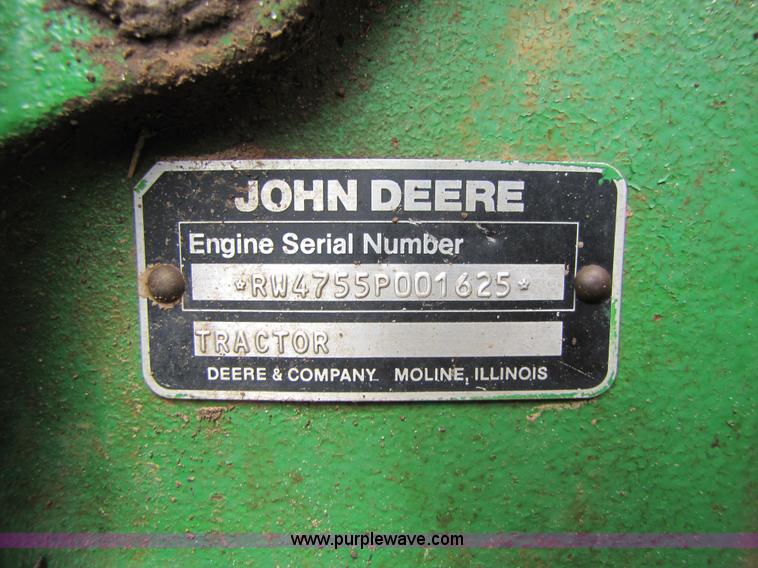 JOHN DEERE
Engine Serial Number
*RW4755P001625*
TRACTOR
DEERE & COMPANY MOLINE, ILLINOIS
www.purplewave.com